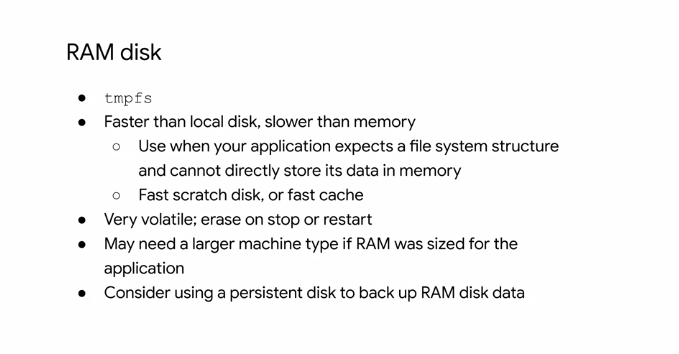 RAM disk
● tmpfs
● Faster than local disk, slower than memory
○ Use when your application expects a file system structure
and cannot directly store its data in memory
○ Fast scratch disk, or fast cache
● Very volatile; erase on stop or restart
● May need a larger machine type if RAM was sized for the
application
● Consider using a persistent disk to back up RAM disk data